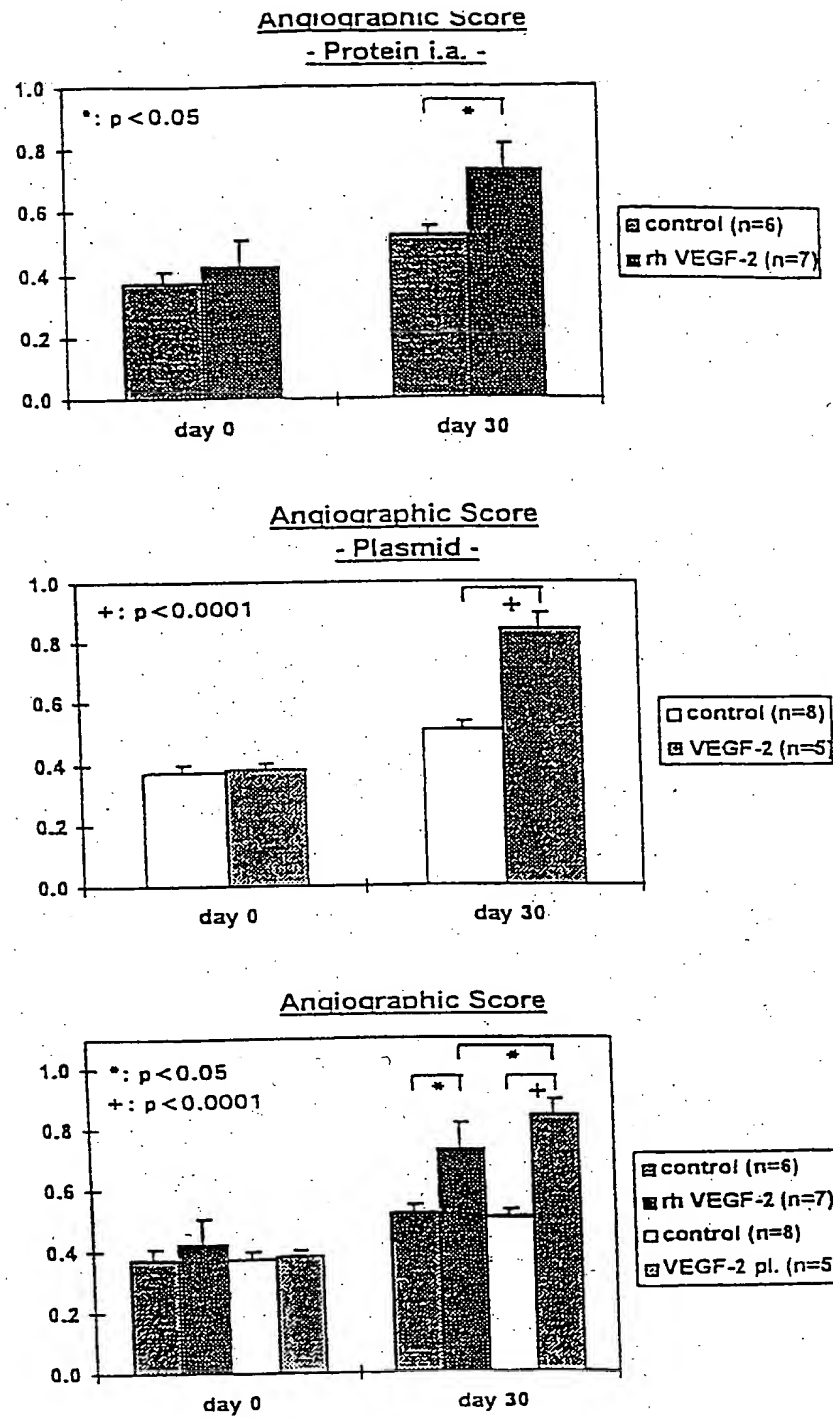 Angiographic Score
- Protein i.a. -
1.0
*: p<0.05
*
0.8
0.6
0.4
0.2
0.0
day 0
day 30
control (n=6)
rh VEGF-2 (n=7)
Angiographic Score
- Plasmid -
1.0
+: p<0.0001
+
0.8
0.6
0.4
0.2
0.0
day 0
day 30
control (n=8)
VEGF-2 (n=5)
Angiographic Score
1.0
*: p<0.05
+: p<0.0001
*
*
+
0.8
0.6
0.4
0.2
0.0
day 0
day 30
control (n=6)
rh VEGF-2 (n=7)
control (n=8)
VEGF-2 pl. (n=5